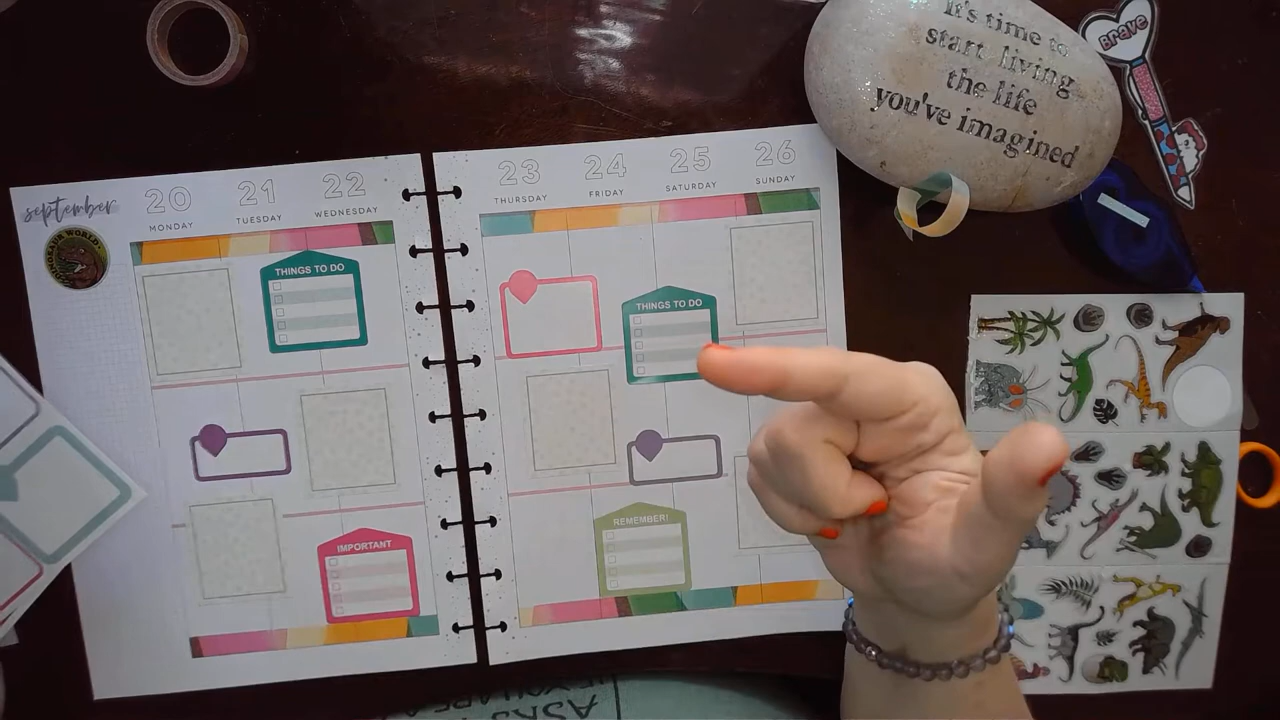 It's time to
start living
the life
you've imagined
BRAVE
september
20
MONDAY
21
TUESDAY
22
WEDNESDAY
23
THURSDAY
24
FRIDAY
25
SATURDAY
26
SUNDAY
THINGS TO DO
THINGS TO DO
REMEMBER!
IMPORTANT